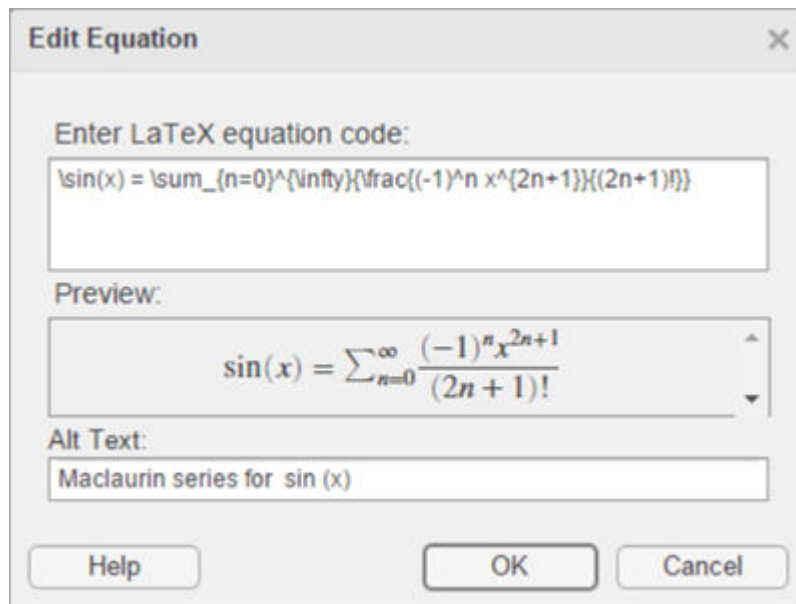 Edit Equation
Enter LaTeX equation code:
\sin(x) = \sum_{n=0}^{\infty}{\frac{(-1)^n x^{2n+1}}{(2n+1)!}}
Preview:
sin(x) = ∑_{n=0}^{∞} (−1)^n x^{2n+1} / (2n + 1)!
Alt Text:
Maclaurin series for sin (x)
Help OK Cancel